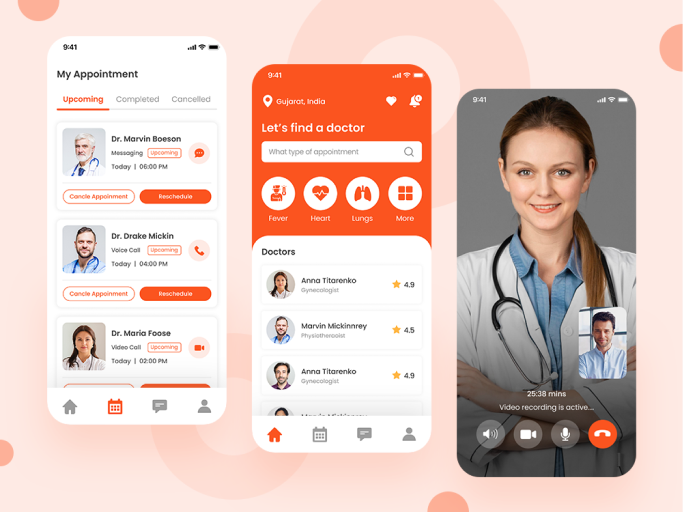 9:41
My Appointment
Upcoming Completed Cancelled
Dr. Marvin Boeson
Messaging Upcoming
Today | 06:00 PM
Cancle Appoinment Reschedule
Dr. Drake Mickin
Voice Call Upcoming
Today | 04:00 PM
Cancle Appoinment Reschedule
Dr. Maria Foose
Video Call Upcoming
Today | 02:00 PM
9:41
Gujarat, India
Let's find a doctor
What type of appointment
Fever Heart Lungs More
Doctors
Anna Titarenko
Gynecologist
4.9
Marvin Mickinnrey
Physiotherosist
4.5
Anna Titarenko
Gynecologist
4.9
9:41
25:38 mins
Video recording is active...